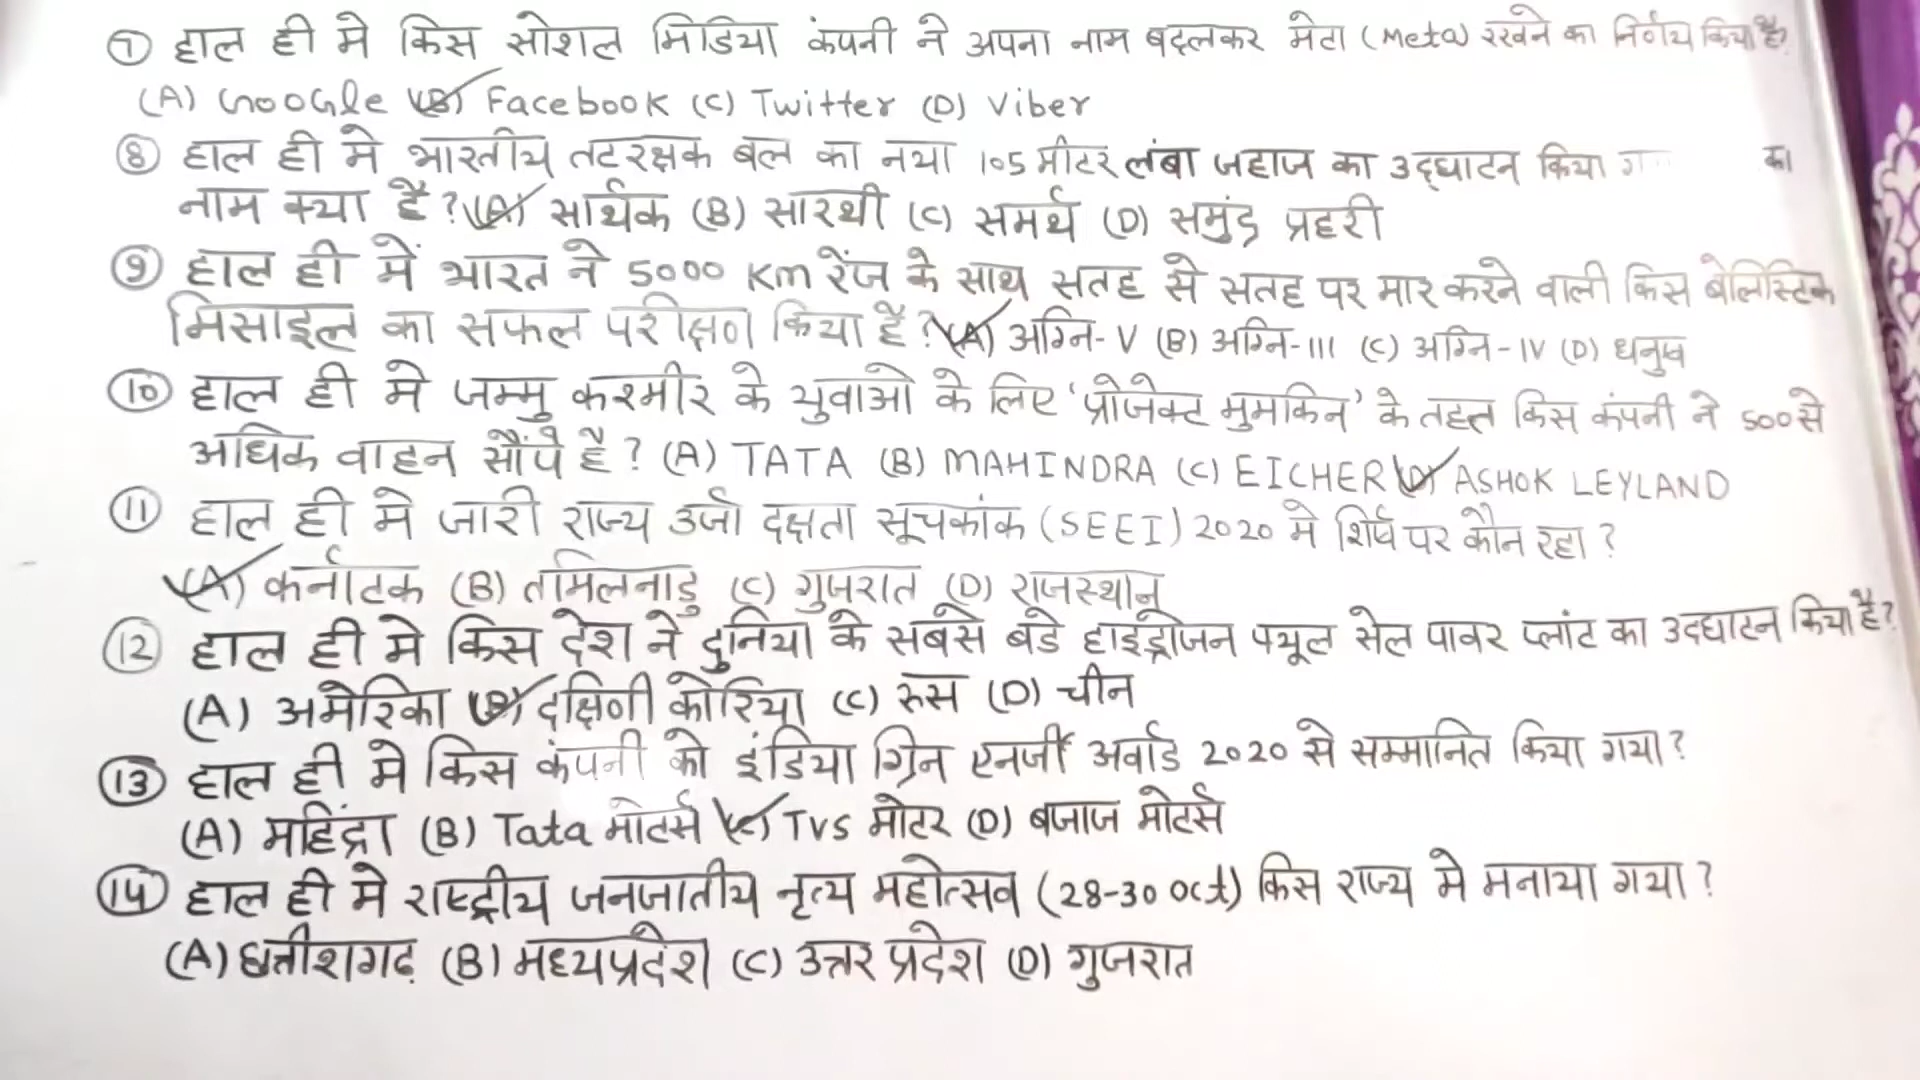 ⑦ हाल ही मे किस सोशल मिडिया कंपनी ने अपना नाम बदलकर मेटा (Meta) रखने का निर्णय किया है?
(A) GooGle (B) Facebook (C) Twitter (D) Viber
⑧ हाल ही मे भारतीय तटरक्षक बल का नया 105 मीटर लंबा जहाज का उद्घाटन किया का
नाम क्या है? (A) सार्थक (B) सारथी (C) समर्थ (D) समुंद्र प्रहरी
⑨ हाल ही में भारत ने 5000 Km रेंज के साथ सतह से सतह पर मार करने वाली किस बेलिस्टिक
मिसाइल का सफल परीक्षण किया है? (A) अग्नि-V (B) अग्नि-III (C) अग्नि-IV (D) धनुष
⑩ हाल ही मे जम्मु कश्मीर के युवाओ के लिए 'प्रोजेक्ट मुमकिन' के तहत किस कंपनी ने 500 से
अधिक वाहन सौंपे है? (A) TATA (B) MAHINDRA (C) EICHER (D) ASHOK LEYLAND
⑪ हाल ही मे जारी राज्य उर्जा दक्षता सूचकांक (SEEI) 2020 मे शिर्ष पर कौन रहा?
(A) कर्नाटक (B) तमिलनाडु (C) गुजरात (D) राजस्थान
⑫ हाल ही मे किस देश ने दुनिया के सबसे बडे हाइड्रोजन फ्यूल सेल पावर प्लांट का उदघाटन किया है?
(A) अमेरिका (B) दक्षिणी कोरिया (C) रूस (D) चीन
⑬ हाल ही मे किस कंपनी को इंडिया ग्रिन एनर्जी अर्वाड 2020 से सम्मानित किया गया?
(A) महिंद्रा (B) Tata मोटर्स (C) TVS मोटर (D) बजाज मोटर्स
⑭ हाल ही मे राष्ट्रीय जनजातीय नृत्य महोत्सव (28-30 Oct) किस राज्य मे मनाया गया?
(A) छत्तीशगढ़ (B) मध्यप्रदेश (C) उत्तर प्रदेश (D) गुजरात